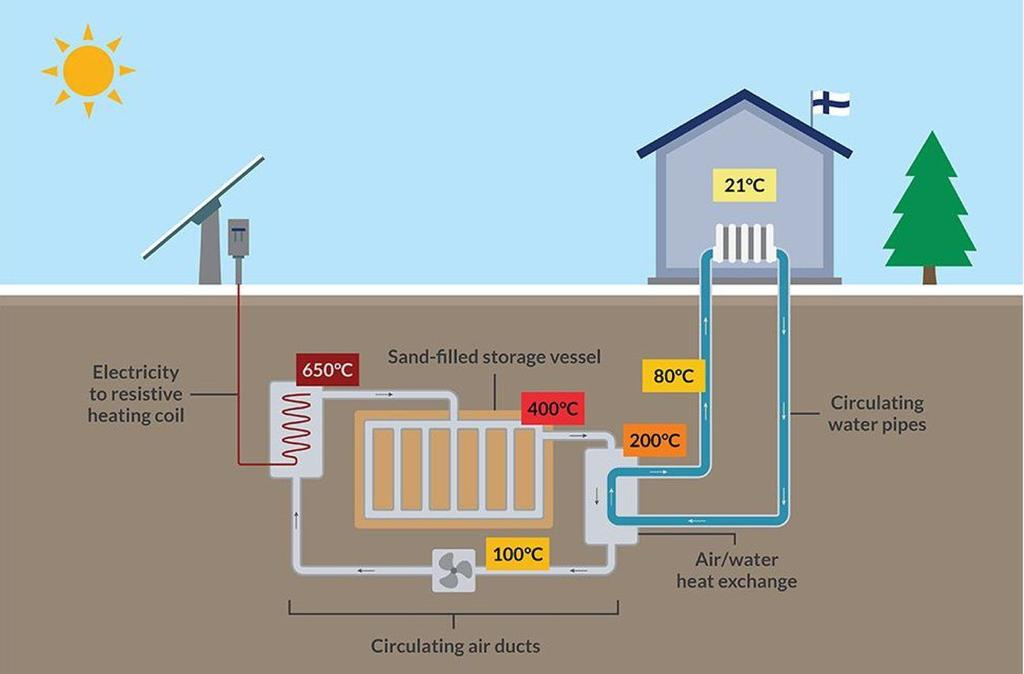 21°C
650°C
Sand-filled storage vessel
Electricity
to resistive
heating coil
80°C
400°C
Circulating
water pipes
200°C
100°C
Air/water
heat exchange
Circulating air ducts